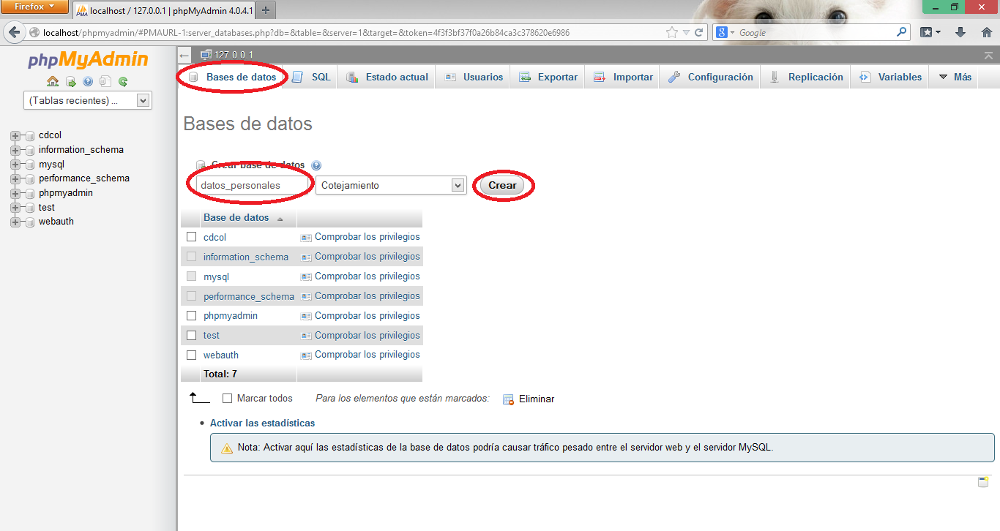 Firefox
localhost / 127.0.0.1 | phpMyAdmin 4.0.4.1
localhost/phpmyadmin/#PMAURL-1:server_databases.php?db=&table=&server=1&target=&token=4f3f3bf37f0a26b84ca3c378620e6986
Google
phpMyAdmin
(Tablas recientes) ...
cdcol
information_schema
mysql
performance_schema
phpmyadmin
test
webauth
127.0.0.1
Bases de datos SQL Estado actual Usuarios Exportar Importar Configuración Replicación Variables Más
Bases de datos
Crear base de datos
datos_personales Cotejamiento Crear
Base de datos
cdcol Comprobar los privilegios
information_schema Comprobar los privilegios
mysql Comprobar los privilegios
performance_schema Comprobar los privilegios
phpmyadmin Comprobar los privilegios
test Comprobar los privilegios
webauth Comprobar los privilegios
Total: 7
Marcar todos Para los elementos que están marcados: Eliminar
Activar las estadísticas
Nota: Activar aquí las estadísticas de la base de datos podría causar tráfico pesado entre el servidor web y el servidor MySQL.